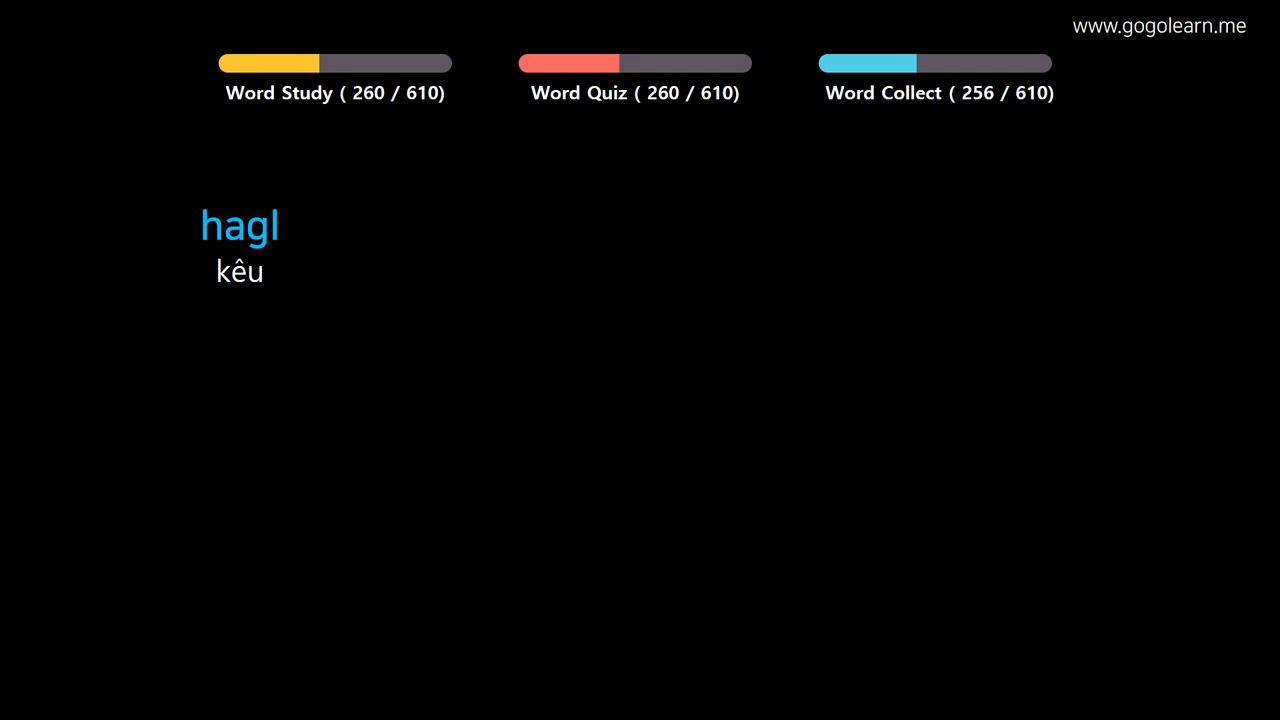 www.gogolearn.me
Word Study ( 260 / 610)
Word Quiz ( 260 / 610)
Word Collect ( 256 / 610)
hagl
kêu